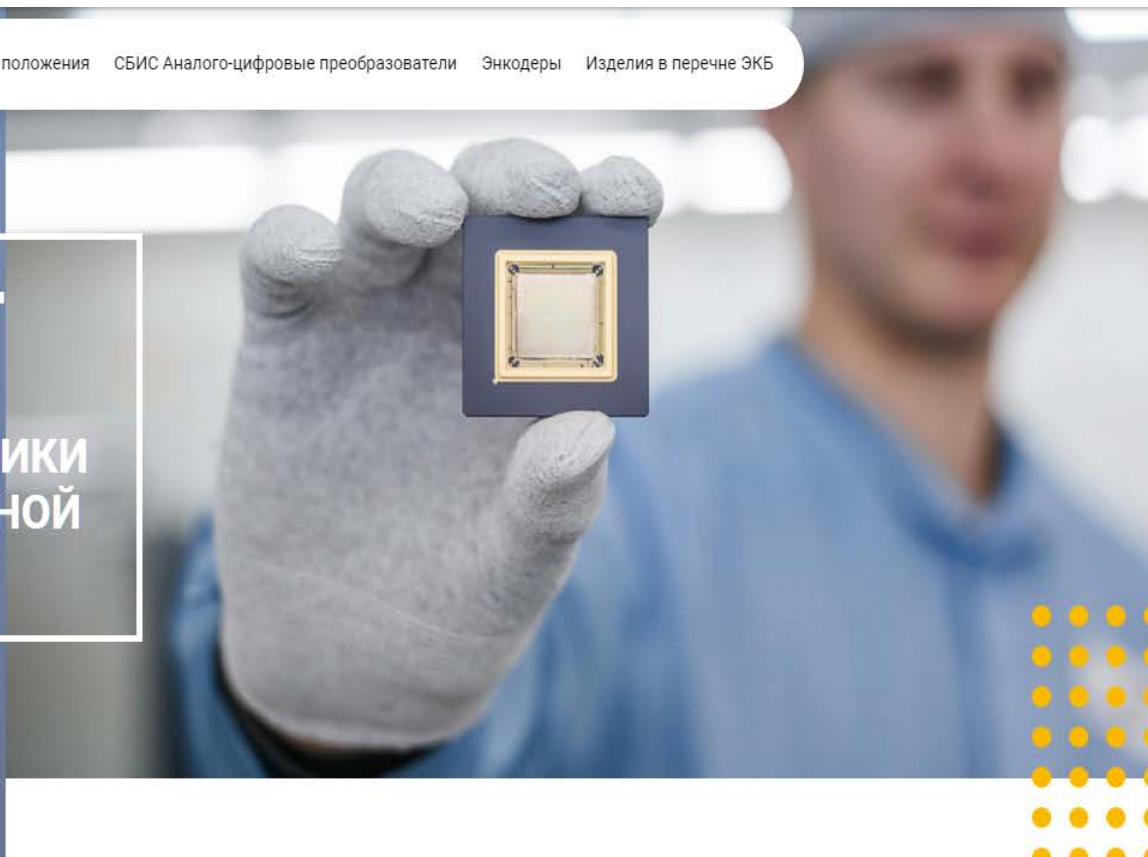 положения СБИС Аналого-цифровые преобразователи Энкодеры Изделия в перечне ЭКБ
ИКИ
НОЙ